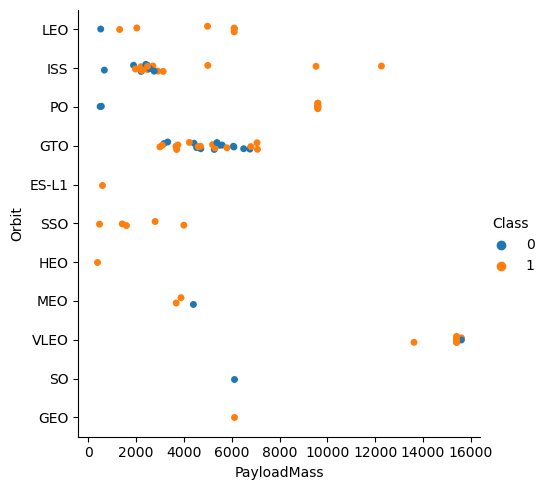 LEO
ISS
PO
GTO
ES-L1
SSO
HEO
MEO
VLEO
SO
GEO
Orbit
0 2000 4000 6000 8000 10000 12000 14000 16000
PayloadMass
Class
0
1